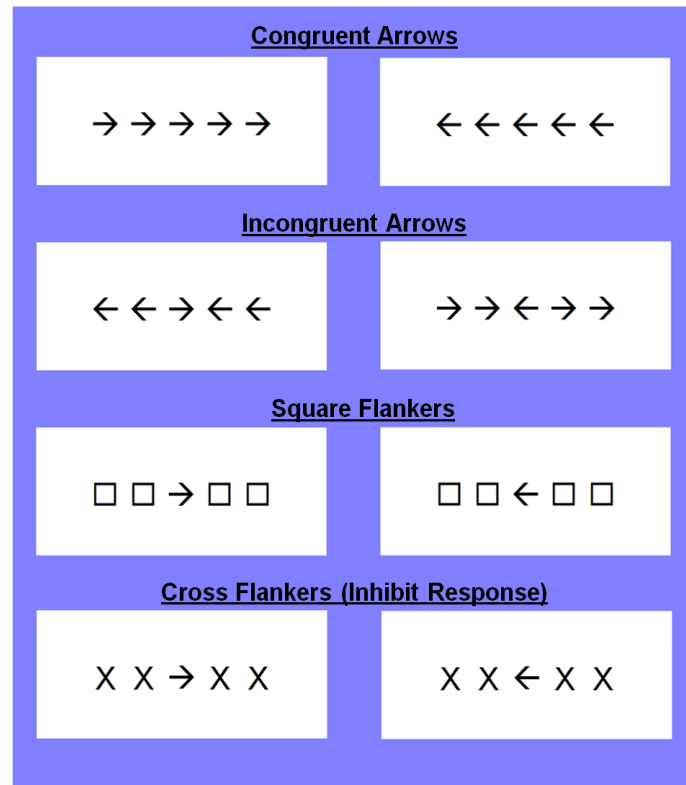 Congruent Arrows
→ → → → → ← ← ← ← ←
Incongruent Arrows
← ← → ← ← → → ← → →
Square Flankers
□ □ → □ □ □ □ ← □ □
Cross Flankers (Inhibit Response)
X X → X X X X ← X X